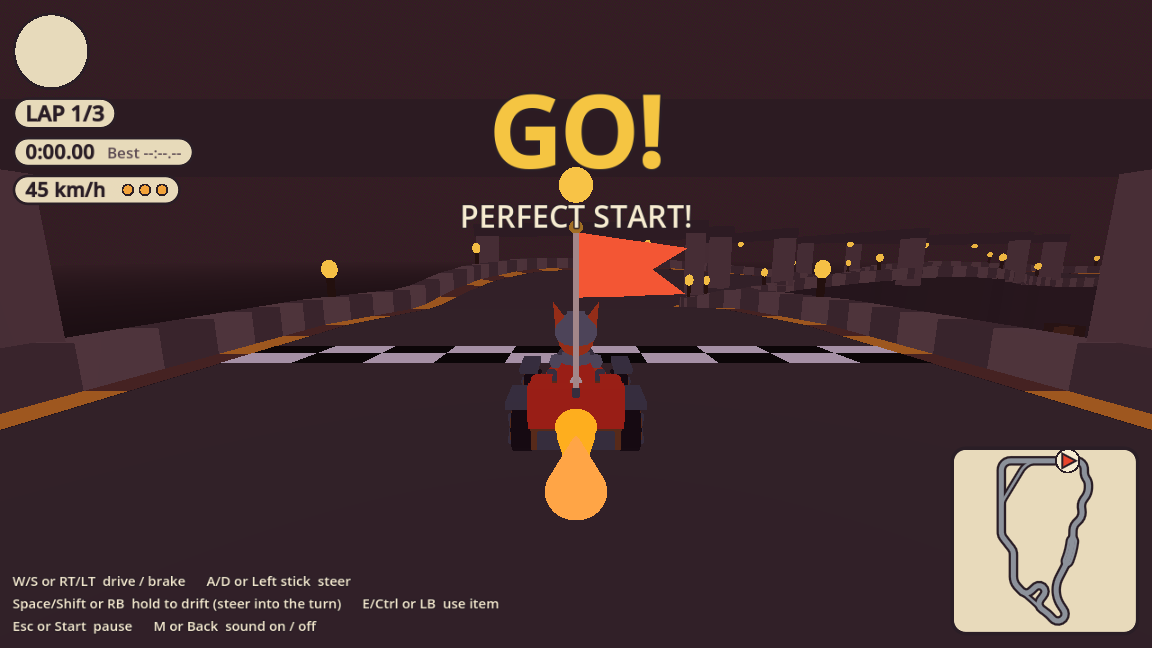 LAP 1/3
0:00.00 Best --:--.--
45 km/h
GO!
PERFECT START!
W/S or RT/LT drive / brake A/D or Left stick steer
Space/Shift or RB hold to drift (steer into the turn) E/Ctrl or LB use item
Esc or Start pause M or Back sound on / off